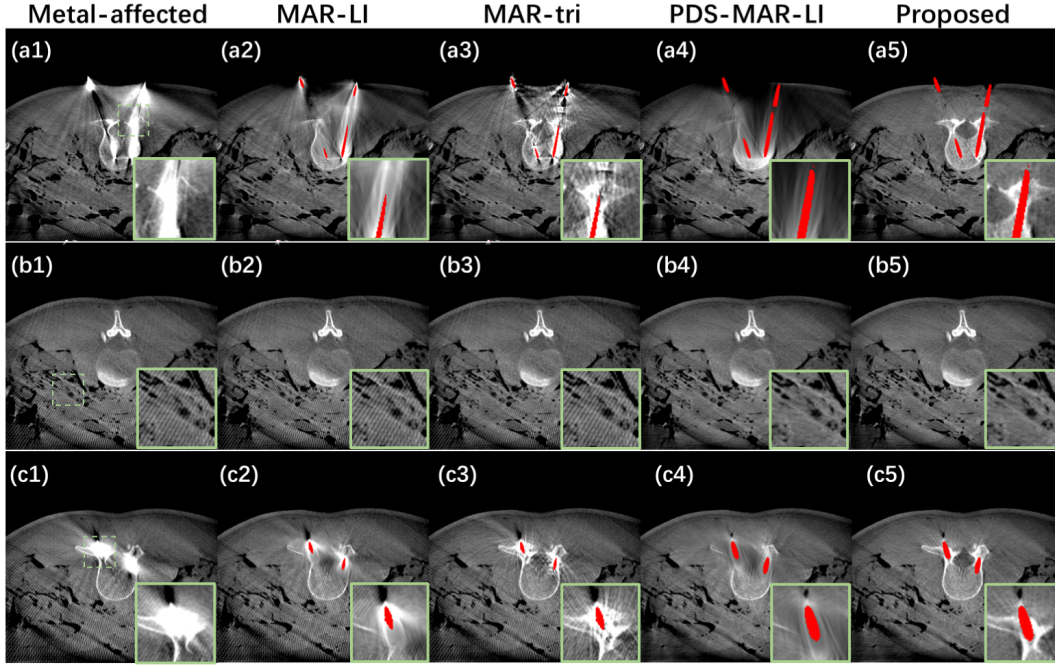 Metal-affected MAR-LI MAR-tri PDS-MAR-LI Proposed
(a1) (a2) (a3) (a4) (a5)
(b1) (b2) (b3) (b4) (b5)
(c1) (c2) (c3) (c4) (c5)